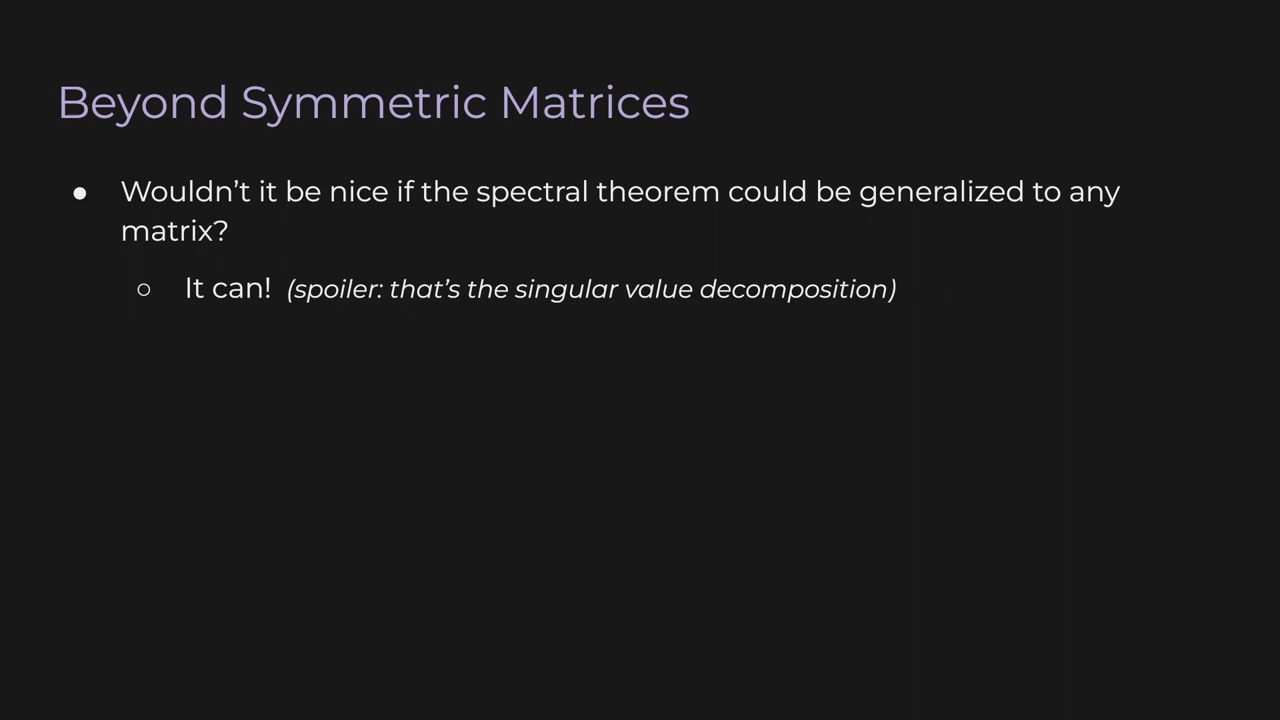 Beyond Symmetric Matrices
● Wouldn’t it be nice if the spectral theorem could be generalized to any
matrix?
○ It can! (spoiler: that’s the singular value decomposition)